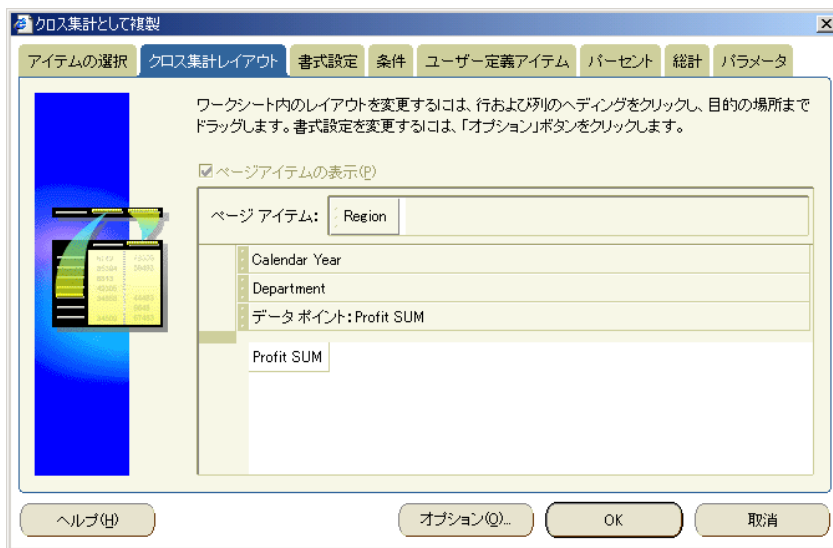 クロス集計として複製
アイテムの選択 クロス集計レイアウト 書式設定 条件 ユーザー定義アイテム パーセント 総計 パラメータ
ワークシート内のレイアウトを変更するには、行および列のヘディングをクリックし、目的の場所まで
ドラッグします。書式設定を変更するには、「オプション」ボタンをクリックします。
ページアイテムの表示(P)
ページ アイテム: Region
Calendar Year
Department
データ ポイント:Profit SUM
Profit SUM
ヘルプ(H) オプション(O)... OK 取消